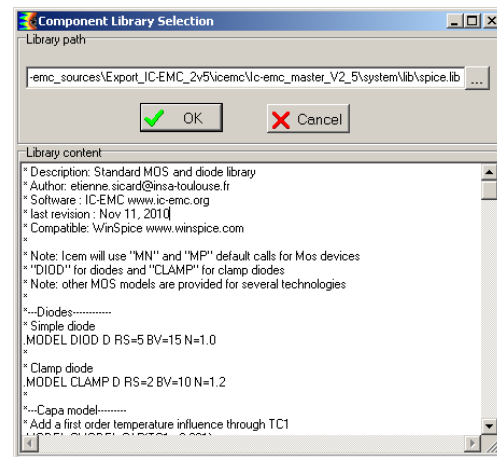 Component Library Selection
Library path
-emc_sources\Export_IC-EMC_2v5\icemc\Ic-emc_master_V2_5\system\lib\spice.lib
...
OK
Cancel
Library content
* Description: Standard MOS and diode library
* Author: etienne.sicard@insa-toulouse.fr
* Software : IC-EMC www.ic-emc.org
* last revision : Nov 11, 2010
* Compatible: WinSpice www.winspice.com
*
* Note: Icem will use "MN" and "MP" default calls for Mos devices
* "DIOD" for diodes and "CLAMP" for clamp diodes
* Note: other MOS models are provided for several technologies
*
*---Diodes------------
* Simple diode
.MODEL DIOD D RS=5 BV=15 N=1.0
*
* Clamp diode
.MODEL CLAMP D RS=2 BV=10 N=1.2
*
*---Capa model---------
* Add a first order temperature influence through TC1